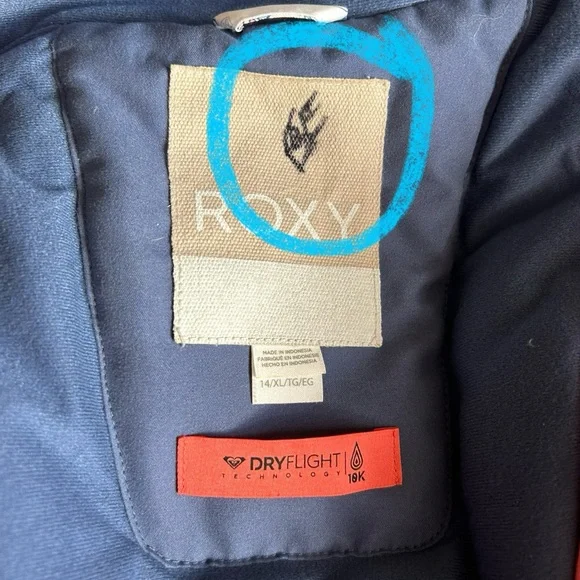 ROXY
MADE IN INDONESIA
FABRIQUÉ EN INDONÉSIE
HECHO EN INDONESIA
14/XL/TG/EG
DRYFLIGHT
TECHNOLOGY
10K